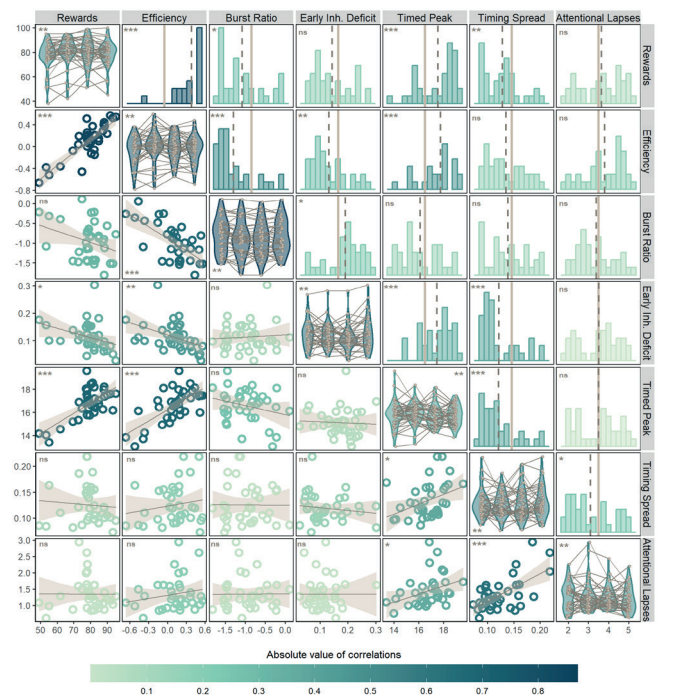 Rewards Efficiency Burst Ratio Early Inh. Deficit Timed Peak Timing Spread Attentional Lapses
100 ** *** * ns *** ** ns Rewards
80
60
40
*** ** *** ** *** ns ns Efficiency
0.4
0.0
-0.4
-0.8
ns *** ** * ns ns ns Burst Ratio
0.0
-0.5
-1.0
-1.5
* ** ns ** *** *** ns Early Inh. Deficit
0.3
0.2
0.1
*** *** ns ns ** *** ns Timed Peak
18
16
14
ns ns ns ns * ** * Timing Spread
0.20
0.15
0.10
ns ns ns ns * *** ** Attentional Lapses
3.0
2.5
2.0
1.5
1.0
50 60 70 80 90 -0.6 -0.3 0.0 0.3 0.6 -1.5 -1.0 -0.5 0.0 0.1 0.2 0.3 14 16 18 0.10 0.15 0.20 2 3 4 5
Absolute value of correlations
0.1 0.2 0.3 0.4 0.5 0.6 0.7 0.8